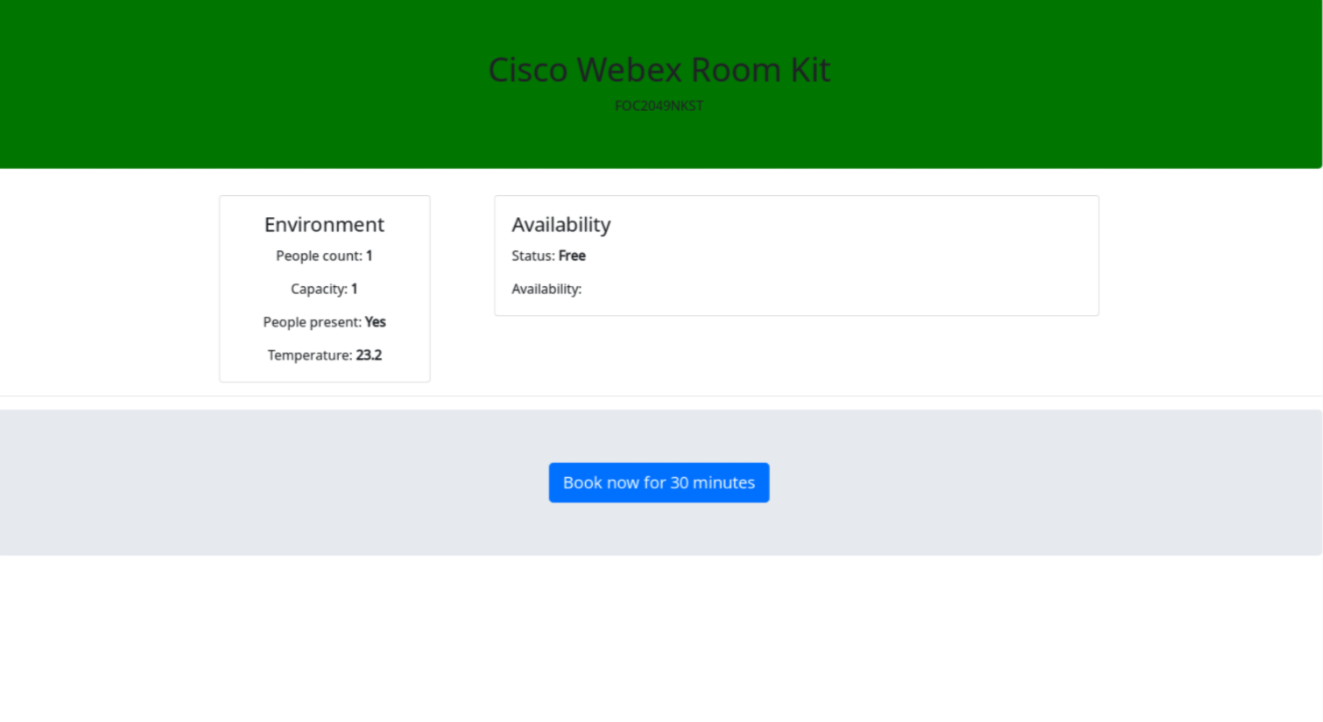 Cisco Webex Room Kit
FOC2049NKST
Environment
People count: 1
Capacity: 1
People present: Yes
Temperature: 23.2
Availability
Status: Free
Availability:
Book now for 30 minutes